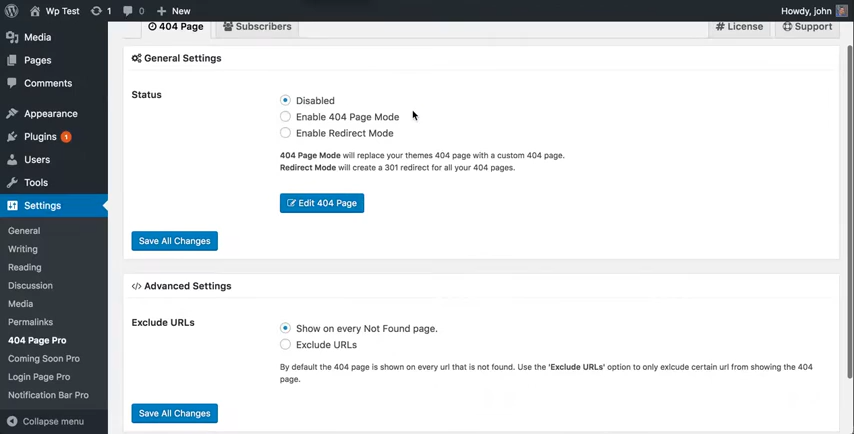 Wp Test 1 0 New Howdy, john
404 Page Subscribers License Support
Media
Pages
Comments
Appearance
Plugins 1
Users
Tools
Settings
General
Writing
Reading
Discussion
Media
Permalinks
404 Page Pro
Coming Soon Pro
Login Page Pro
Notification Bar Pro
Collapse menu
General Settings
Status
Disabled
Enable 404 Page Mode
Enable Redirect Mode
404 Page Mode will replace your themes 404 page with a custom 404 page.
Redirect Mode will create a 301 redirect for all your 404 pages.
Edit 404 Page
Save All Changes
Advanced Settings
Exclude URLs
Show on every Not Found page.
Exclude URLs
By default the 404 page is shown on every url that is not found. Use the 'Exclude URLs' option to only exlcude certain url from showing the 404
page.
Save All Changes